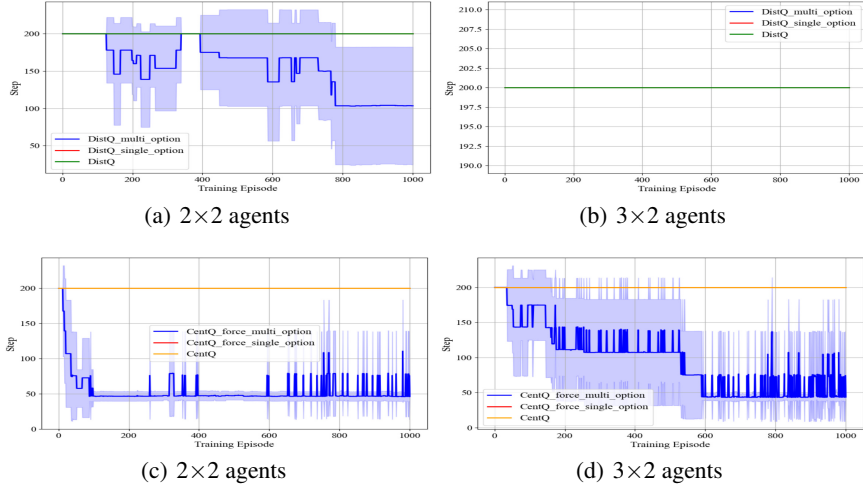 200
150
100
50
Step
DistQ_multi_option
DistQ_single_option
DistQ
0
200
400
600
800
1000
Training Episode
(a) 2×2 agents
210.0
207.5
205.0
202.5
200.0
197.5
195.0
192.5
190.0
Step
DistQ_multi_option
DistQ_single_option
DistQ
0
200
400
600
800
1000
Training Episode
(b) 3×2 agents
200
150
100
50
0
Step
CentQ_force_multi_option
CentQ_force_single_option
CentQ
0
200
400
600
800
1000
Training Episode
(c) 2×2 agents
200
150
100
50
0
Step
CentQ_force_multi_option
CentQ_force_single_option
CentQ
0
200
400
600
800
1000
Training Episode
(d) 3×2 agents